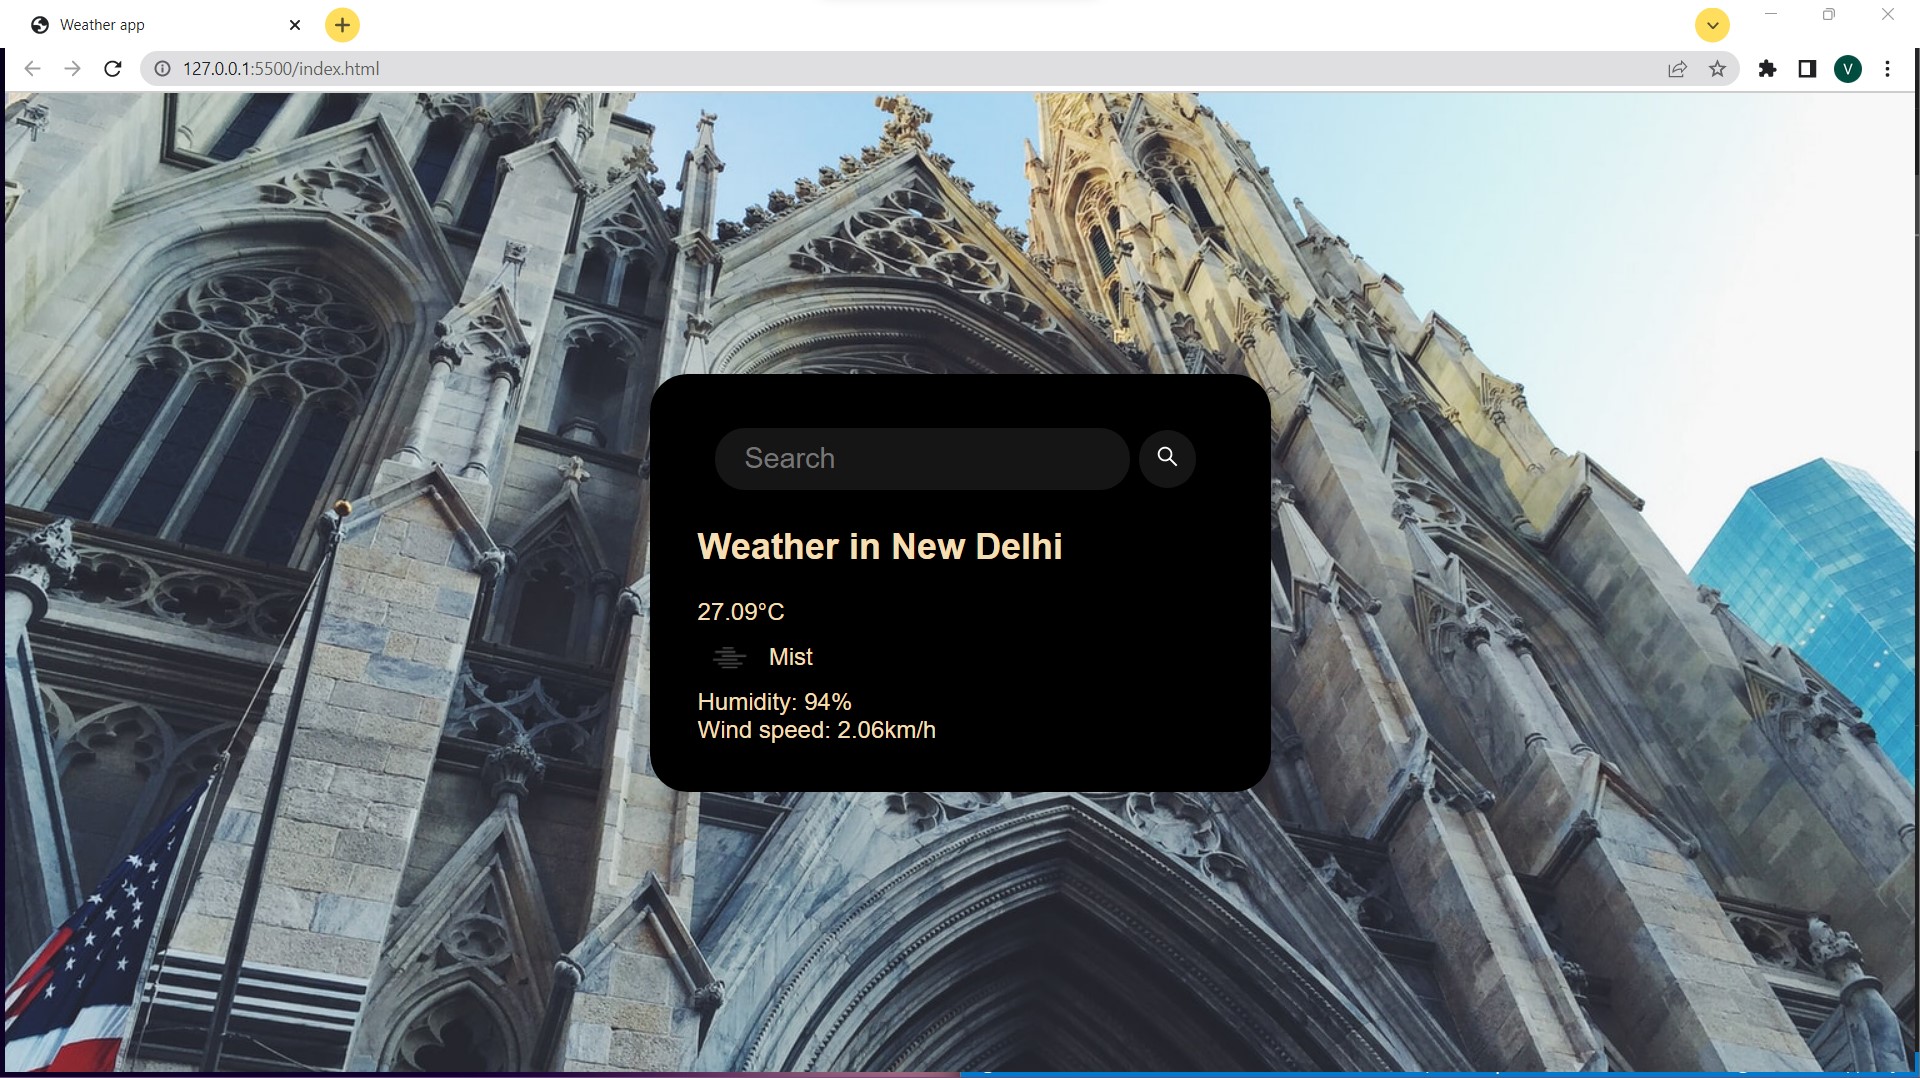 Weather app
127.0.0.1:5500/index.html
V
Search
Weather in New Delhi
27.09°C
Mist
Humidity: 94%
Wind speed: 2.06km/h